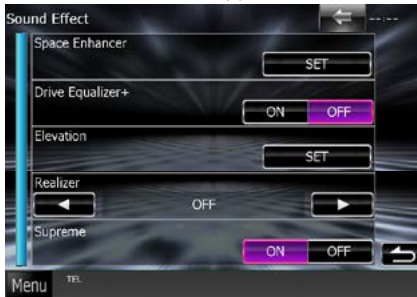 Sound Effect --:--
Space Enhancer
SET
Drive Equalizer+
ON OFF
Elevation
SET
Realizer
OFF
Supreme
ON OFF
Menu TEL